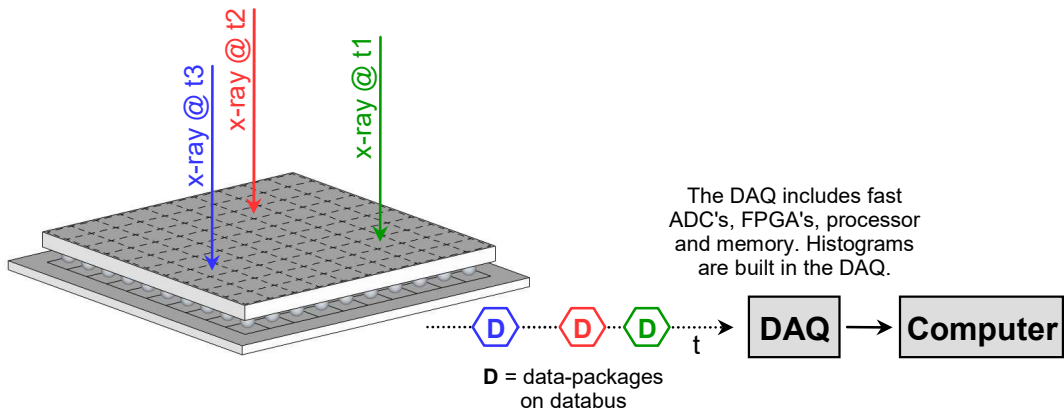 x-ray @ t3
x-ray @ t2
x-ray @ t1
The DAQ includes fast
ADC's, FPGA's, processor
and memory. Histograms
are built in the DAQ.
D
D
D
t
DAQ
Computer
D = data-packages
on databus